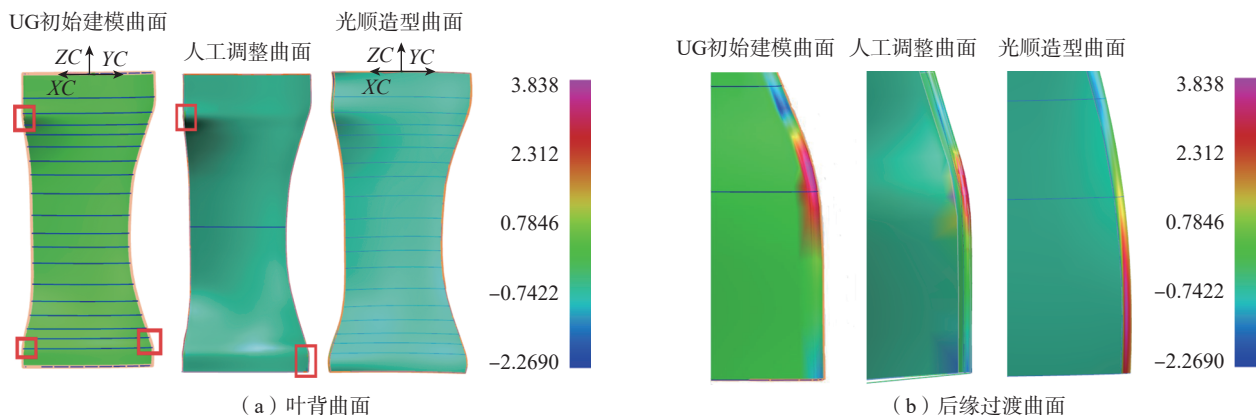 UG初始建模曲面
人工调整曲面
光顺造型曲面
ZC YC
XC
ZC YC
XC
3.838
2.312
0.7846
−0.7422
−2.2690
(a)叶背曲面
UG初始建模曲面
人工调整曲面
光顺造型曲面
3.838
2.312
0.7846
−0.7422
−2.2690
(b)后缘过渡曲面